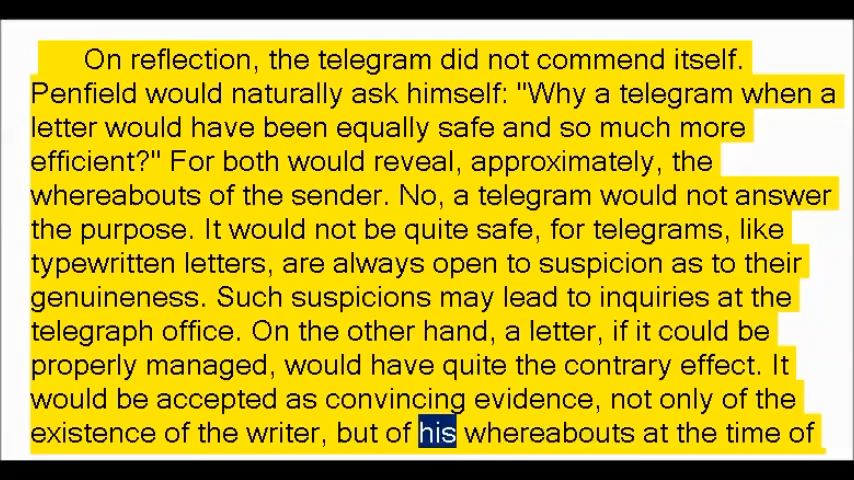 On reflection, the telegram did not commend itself.
Penfield would naturally ask himself: "Why a telegram when a
letter would have been equally safe and so much more
efficient?" For both would reveal, approximately, the
whereabouts of the sender. No, a telegram would not answer
the purpose. It would not be quite safe, for telegrams, like
typewritten letters, are always open to suspicion as to their
genuineness. Such suspicions may lead to inquiries at the
telegraph office. On the other hand, a letter, if it could be
properly managed, would have quite the contrary effect. It
would be accepted as convincing evidence, not only of the
existence of the writer, but of his whereabouts at the time of